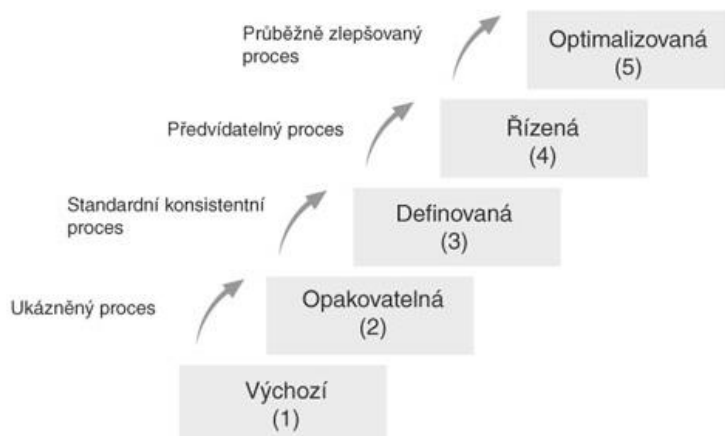 Průběžně zlepšovaný
proces
Optimalizovaná
(5)
Předvídatelný proces
Řízená
(4)
Standardní konsistentní
proces
Definovaná
(3)
Ukázněný proces
Opakovatelná
(2)
Výchozí
(1)